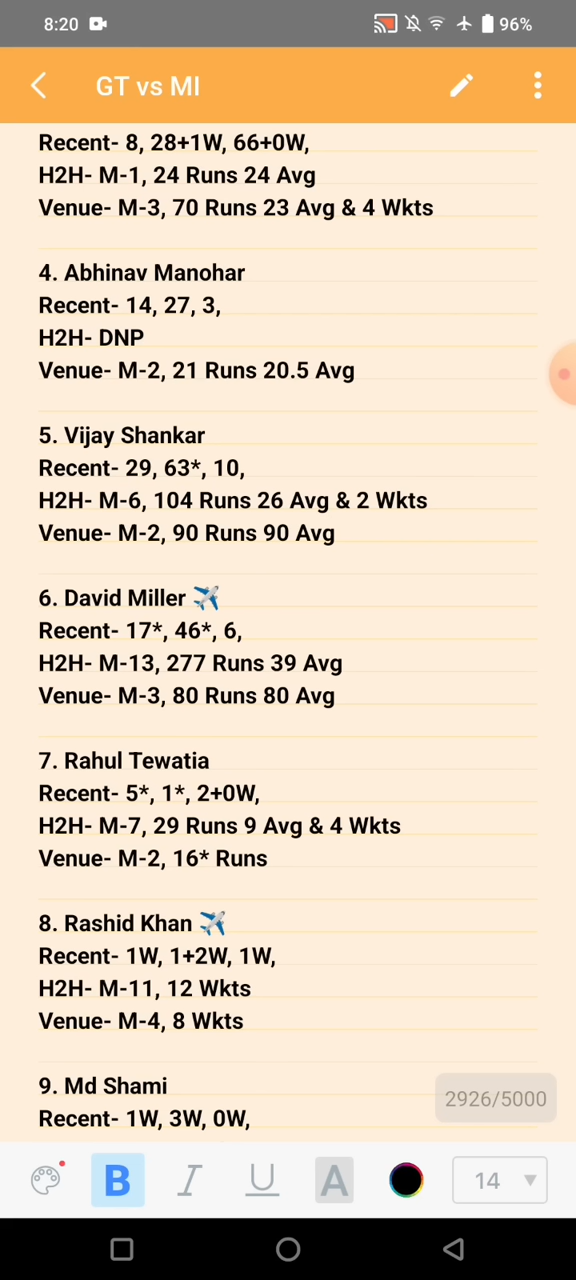 8:20
96%
GT vs MI
Recent- 8, 28+1W, 66+0W,
H2H- M-1, 24 Runs 24 Avg
Venue- M-3, 70 Runs 23 Avg & 4 Wkts
4. Abhinav Manohar
Recent- 14, 27, 3,
H2H- DNP
Venue- M-2, 21 Runs 20.5 Avg
5. Vijay Shankar
Recent- 29, 63*, 10,
H2H- M-6, 104 Runs 26 Avg & 2 Wkts
Venue- M-2, 90 Runs 90 Avg
6. David Miller ✈️
Recent- 17*, 46*, 6,
H2H- M-13, 277 Runs 39 Avg
Venue- M-3, 80 Runs 80 Avg
7. Rahul Tewatia
Recent- 5*, 1*, 2+0W,
H2H- M-7, 29 Runs 9 Avg & 4 Wkts
Venue- M-2, 16* Runs
8. Rashid Khan ✈️
Recent- 1W, 1+2W, 1W,
H2H- M-11, 12 Wkts
Venue- M-4, 8 Wkts
9. Md Shami
2926/5000
Recent- 1W, 3W, 0W,
B I U A 14